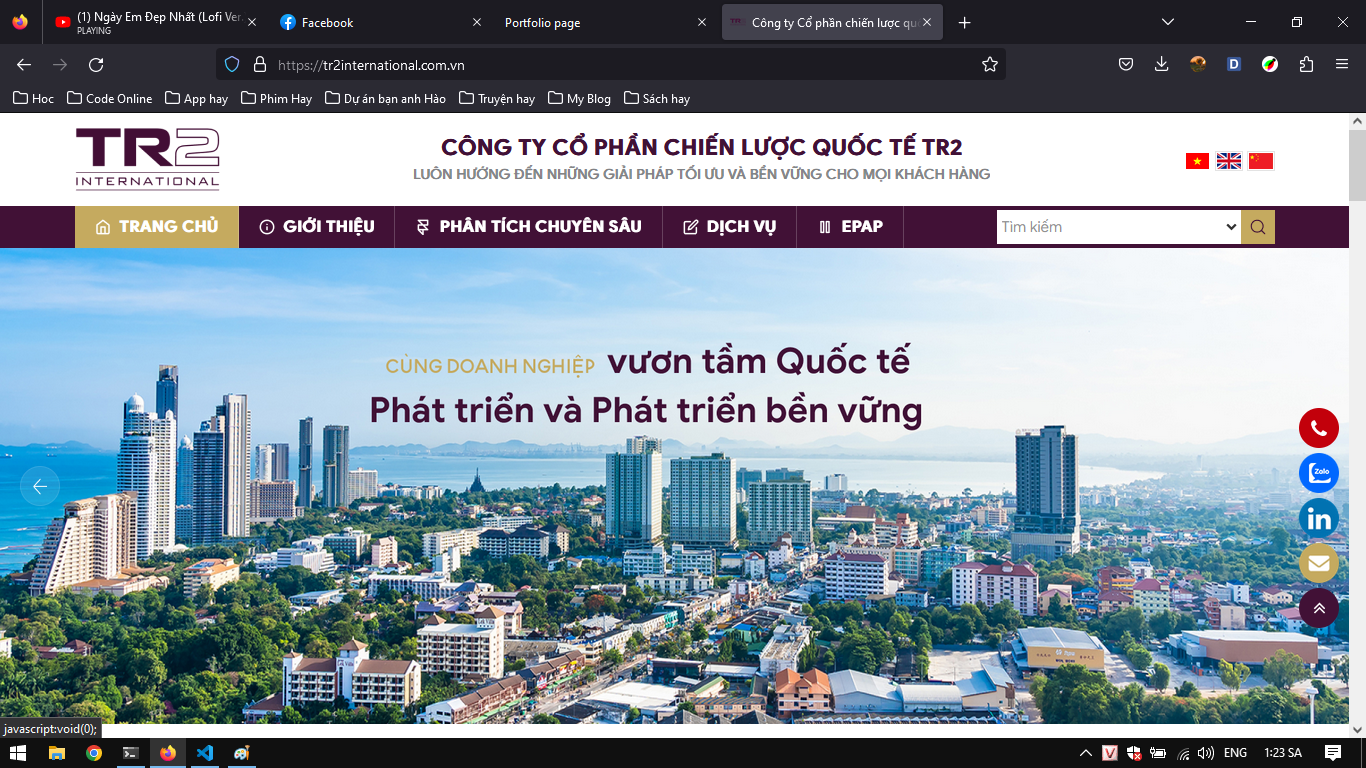 (1) Ngày Em Đẹp Nhất (Lofi Ver.
PLAYING
Facebook
Portfolio page
Công ty Cổ phần chiến lược qu
https://tr2international.com.vn
Hoc
Code Online
App hay
Phim Hay
Dự án bạn anh Hào
Truyện hay
My Blog
Sách hay
TR2
INTERNATIONAL
CÔNG TY CỔ PHẦN CHIẾN LƯỢC QUỐC TẾ TR2
LUÔN HƯỚNG ĐẾN NHỮNG GIẢI PHÁP TỐI ƯU VÀ BỀN VỮNG CHO MỌI KHÁCH HÀNG
TRANG CHỦ
GIỚI THIỆU
PHÂN TÍCH CHUYÊN SÂU
DỊCH VỤ
EPAP
Tìm kiếm
CÙNG DOANH NGHIỆP vươn tầm Quốc tế
Phát triển và Phát triển bền vững
Zalo
in
javascript:void(0);
ENG
1:23 SA